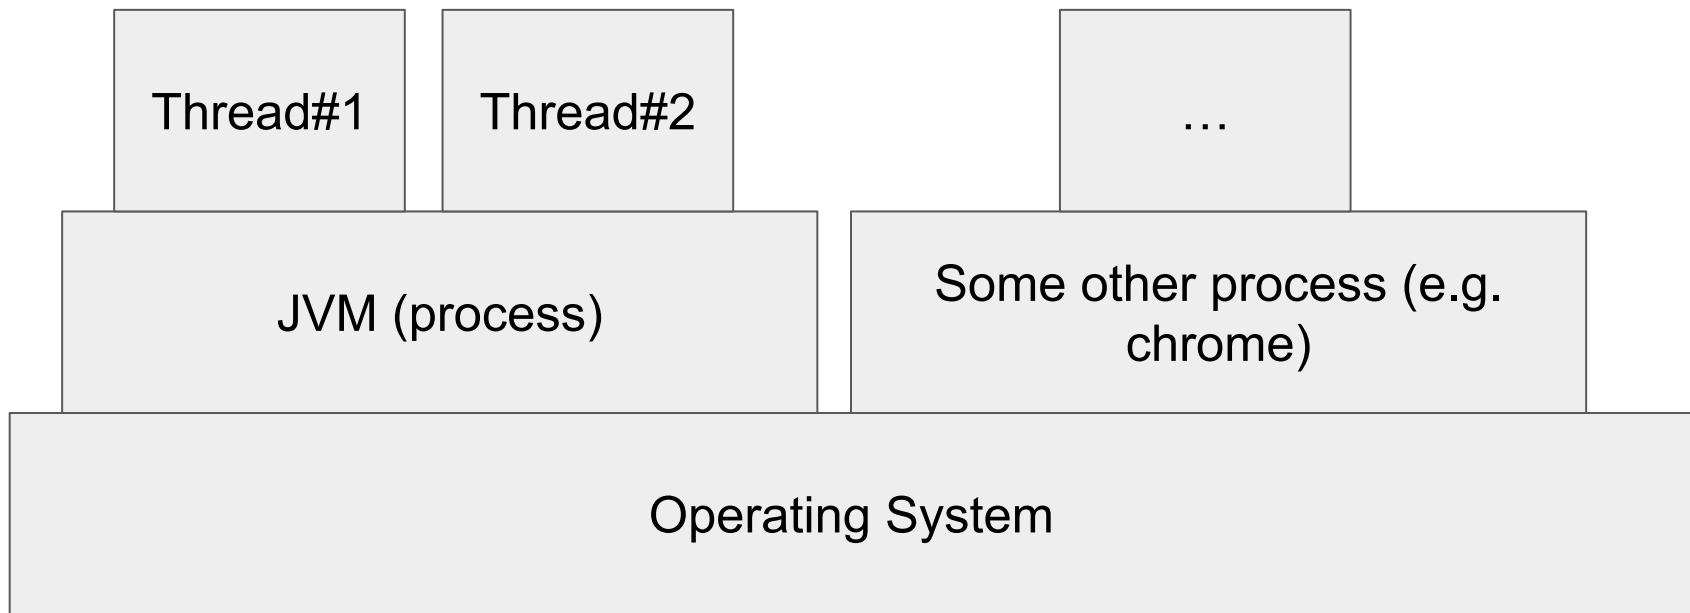 Thread#1
Thread#2
…
JVM (process)
Some other process (e.g.
chrome)
Operating System